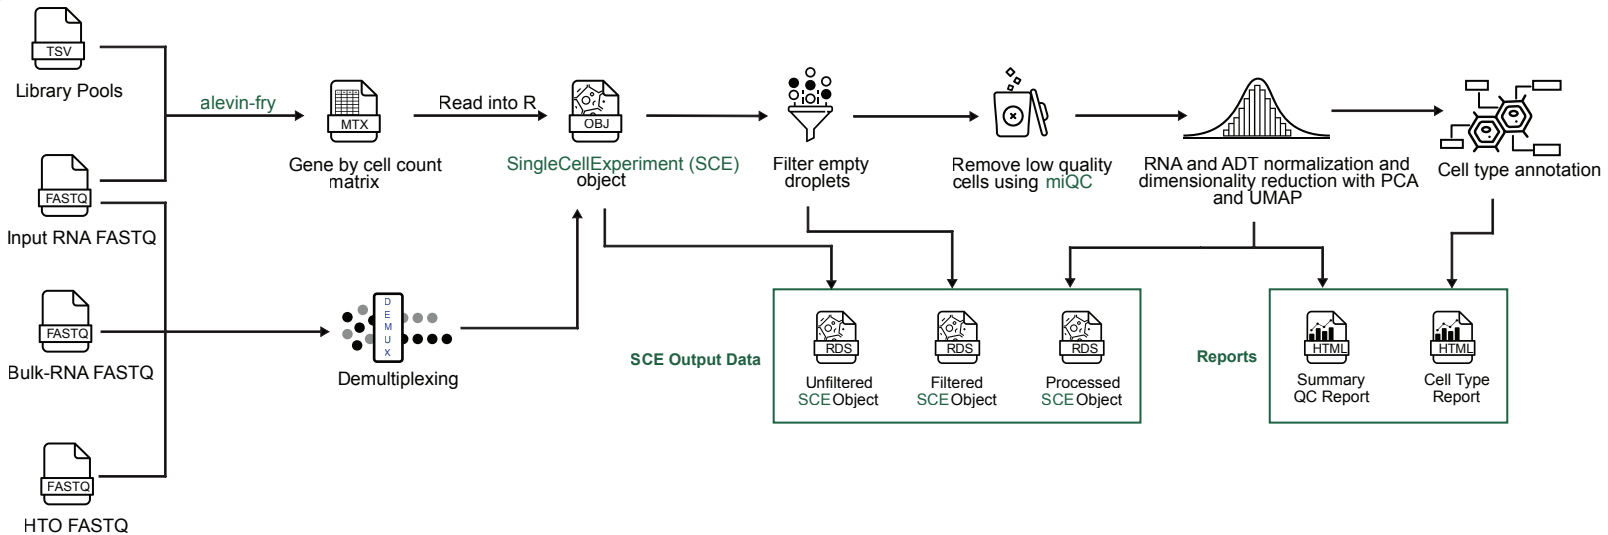 TSV
Library Pools
alevin-fry
MTX
Gene by cell count
matrix
Read into R
OBJ
SingleCellExperiment (SCE)
object
Filter empty
droplets
Remove low quality
cells using miQC
RNA and ADT normalization and
dimensionality reduction with PCA
and UMAP
Cell type annotation
FASTQ
Input RNA FASTQ
FASTQ
Bulk-RNA FASTQ
DEMUX
Demultiplexing
FASTQ
HTO FASTQ
SCE Output Data
RDS
Unfiltered
SCE Object
RDS
Filtered
SCE Object
RDS
Processed
SCE Object
Reports
HTML
Summary
QC Report
HTML
Cell Type
Report